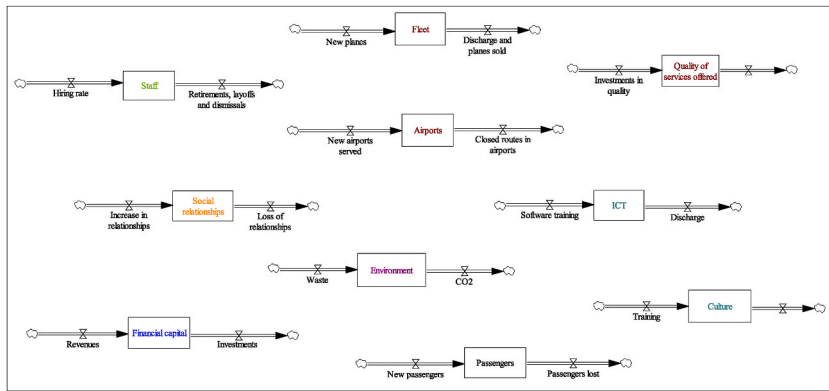 Fleet
New planes
Discharge and
planes sold
Quality of
services offered
Investments in
quality
Staff
Hiring rate
Retirements, layoffs
and dismissals
Airports
New airports
served
Closed routes in
airports
Social
relationships
Increase in
relationships
Loss of
relationships
ICT
Software training
Discharge
Environment
Waste
CO2
Culture
Training
Financial capital
Revenues
Investments
Passengers
New passengers
Passengers lost